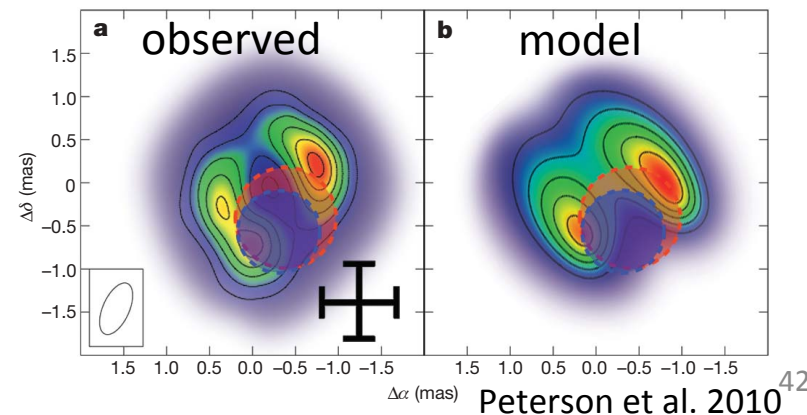 a observed
b model
1.5
1.0
0.5
0
−0.5
−1.0
−1.5
Δδ (mas)
1.5 1.0 0.5 0.0 −0.5 −1.0 −1.5
1.5 1.0 0.5 0.0 −0.5 −1.0 −1.5
Δα (mas)
Peterson et al. 2010
42